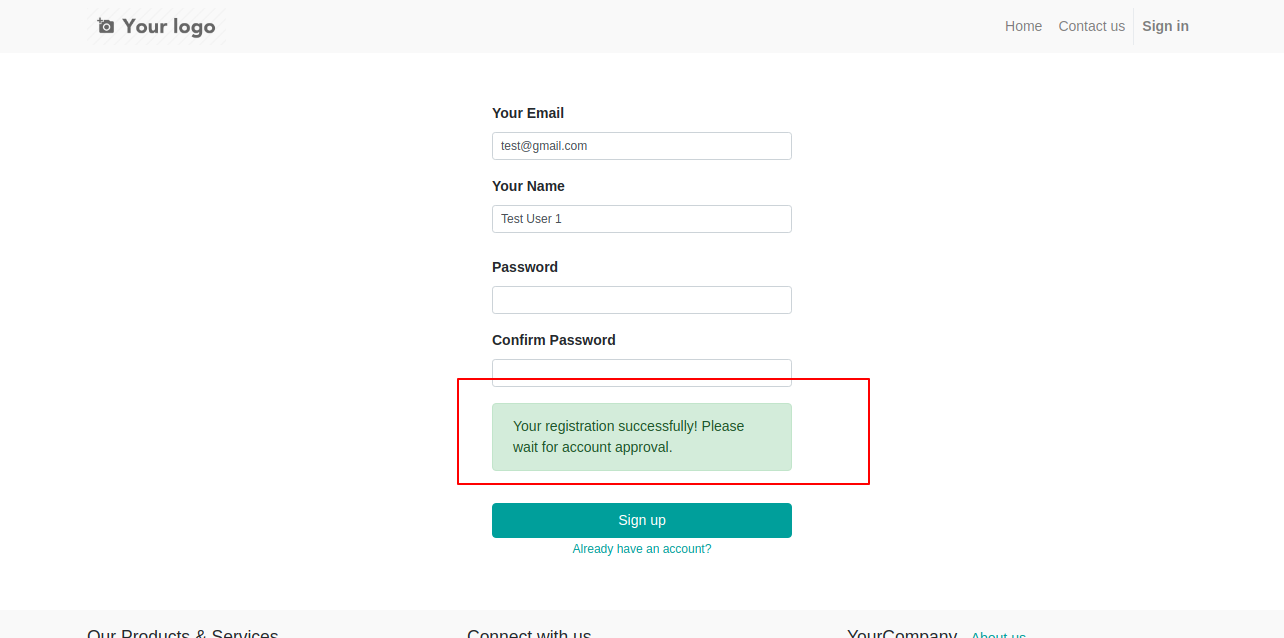 Your logo
Home Contact us Sign in
Your Email
test@gmail.com
Your Name
Test User 1
Password
Confirm Password
Your registration successfully! Please
wait for account approval.
Sign up
Already have an account?
Our Products & Services Connect with us YourCompany About us